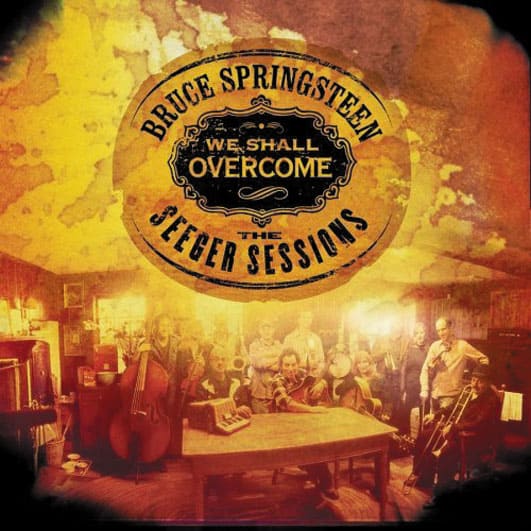 BRUCE SPRINGSTEEN
WE SHALL
OVERCOME
THE
SEEGER SESSIONS